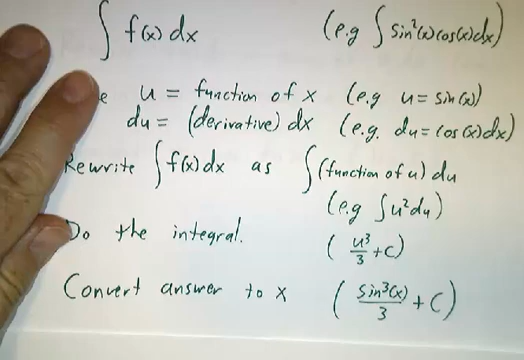 ∫ f(x) dx (e.g ∫ sin²(x) cos(x) dx)
u = function of x (e.g u = sin(x))
du = (derivative) dx (e.g. du = cos(x) dx)
Rewrite ∫ f(x) dx as ∫ (function of u) du
(e.g ∫ u² du)
Do the integral. (u³/3 + c)
Convert answer to x (sin³(x)/3 + C)